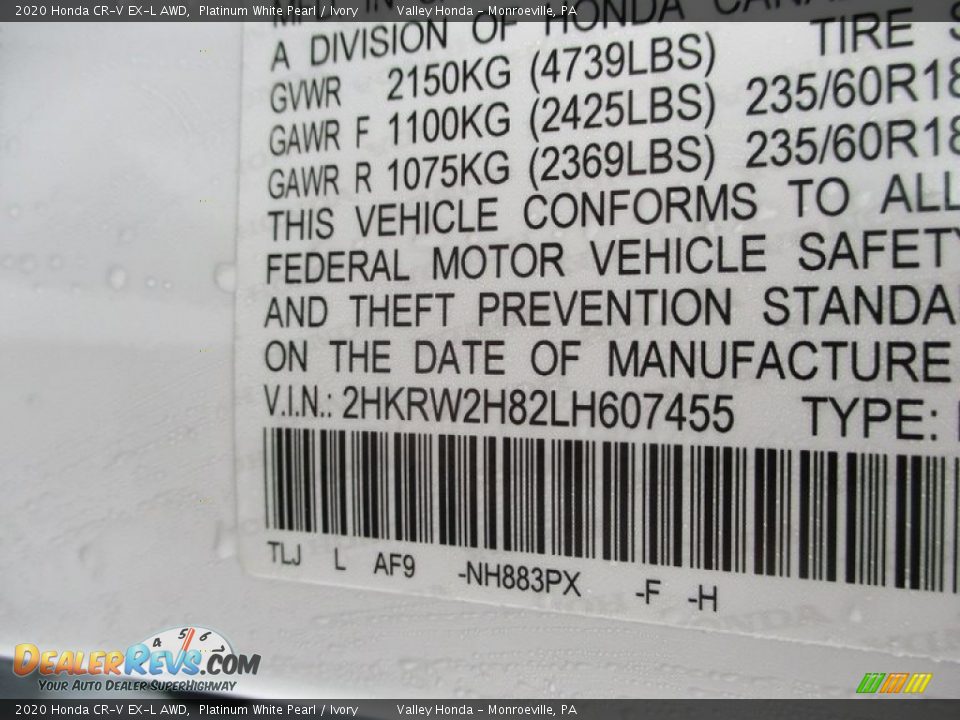 2020 Honda CR-V EX-L AWD, Platinum White Pearl / Ivory Valley Honda - Monroeville, PA
A DIVISION OF HONDA
TIRE
GVWR 2150KG (4739LBS)
GAWR F 1100KG (2425LBS) 235/60R18
GAWR R 1075KG (2369LBS) 235/60R18
THIS VEHICLE CONFORMS TO ALL
FEDERAL MOTOR VEHICLE SAFETY
AND THEFT PREVENTION STANDA
ON THE DATE OF MANUFACTURE
V.I.N.: 2HKRW2H82LH607455 TYPE:
TLJ L AF9 -NH883PX -F -H
4 5 6
DealerRevs.com
Your Auto Dealer SuperHighway
2020 Honda CR-V EX-L AWD, Platinum White Pearl / Ivory Valley Honda - Monroeville, PA